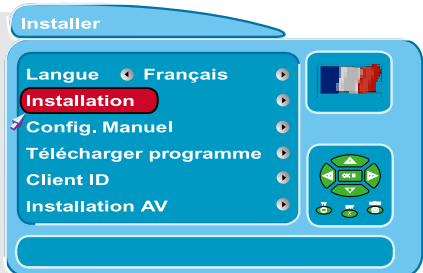 Installer
Langue Français
Installation
Config. Manuel
Télécharger programme
Client ID
Installation AV